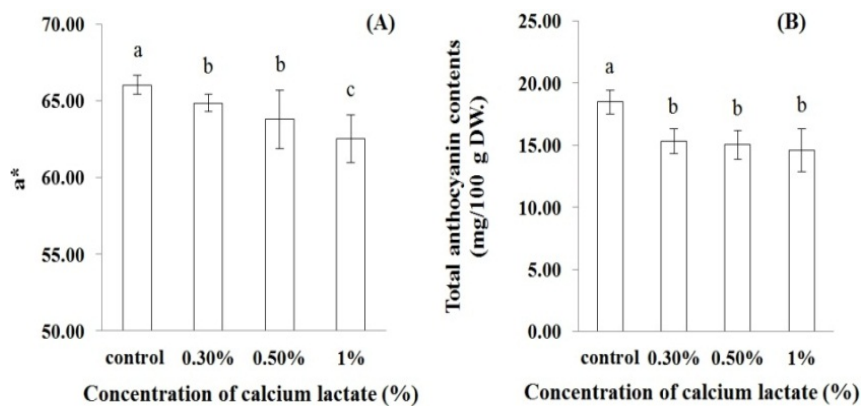 (A)
a*
70.00
65.00
60.00
55.00
50.00
a
b
b
c
control
0.30%
0.50%
1%
Concentration of calcium lactate (%)
(B)
Total anthocyanin contents
(mg/100 g DW.)
25.00
20.00
15.00
10.00
5.00
0.00
a
b
b
b
control
0.30%
0.50%
1%
Concentration of calcium lactate (%)